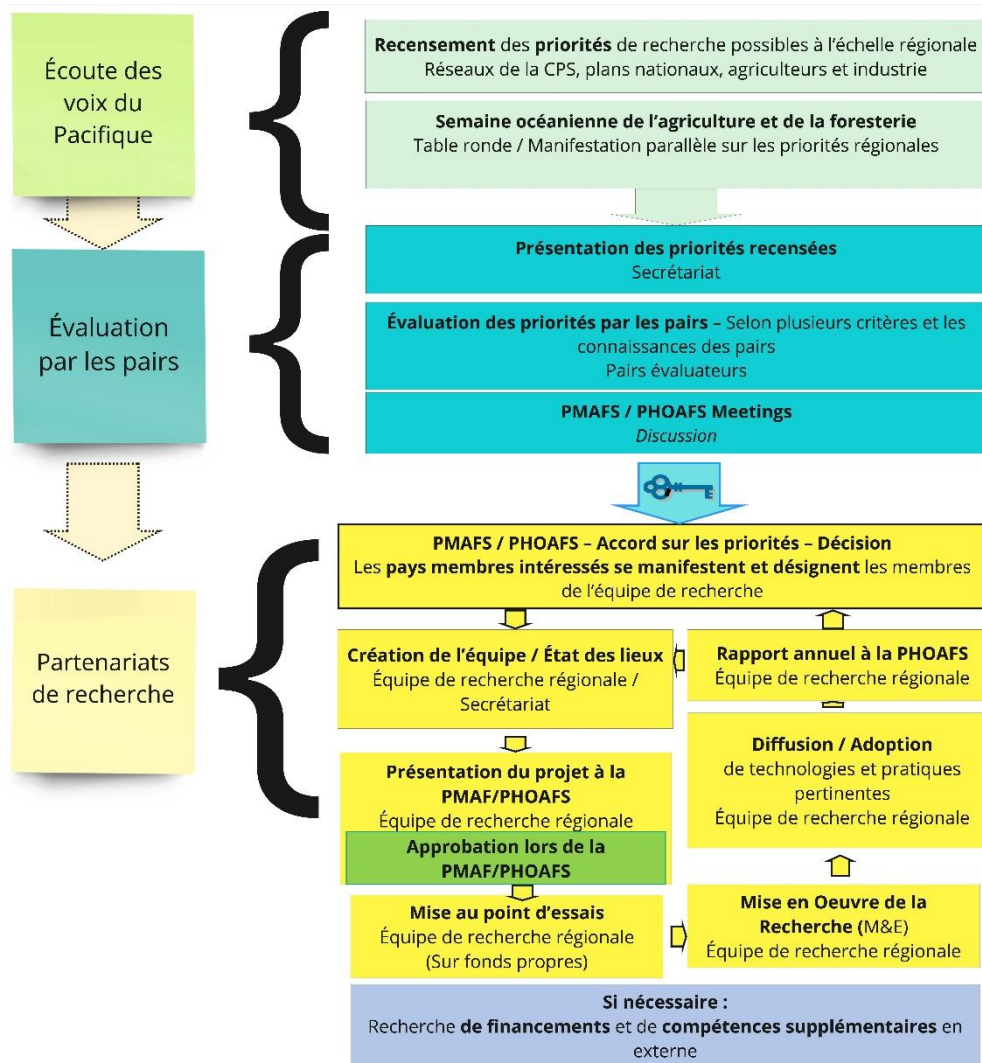 Écoute des
voix du
Pacifique
Recensement des priorités de recherche possibles à l'échelle régionale
Réseaux de la CPS, plans nationaux, agriculteurs et industrie
Semaine océanienne de l'agriculture et de la foresterie
Table ronde / Manifestation parallèle sur les priorités régionales
Évaluation
par les pairs
Présentation des priorités recensées
Secrétariat
Évaluation des priorités par les pairs – Selon plusieurs critères et les
connaissances des pairs
Pairs évaluateurs
PMAFS / PHOAFS Meetings
Discussion
Partenariats
de recherche
PMAFS / PHOAFS – Accord sur les priorités – Décision
Les pays membres intéressés se manifestent et désignent les membres
de l'équipe de recherche
Création de l'équipe / État des lieux
Équipe de recherche régionale /
Secrétariat
Rapport annuel à la PHOAFS
Équipe de recherche régionale
Présentation du projet à la
PMAF/PHOAFS
Équipe de recherche régionale
Approbation lors de la
PMAF/PHOAFS
Diffusion / Adoption
de technologies et pratiques
pertinentes
Équipe de recherche régionale
Mise au point d'essais
Équipe de recherche régionale
(Sur fonds propres)
Mise en Oeuvre de la
Recherche (M&E)
Équipe de recherche régionale
Si nécessaire :
Recherche de financements et de compétences supplémentaires en
externe